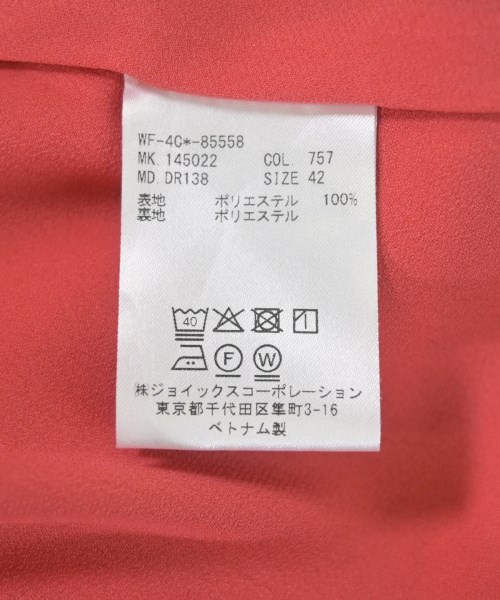 WF-4C*-85558
MK. 145022 COL. 757
MD. DR138 SIZE 42
表地 ポリエステル 100%
裏地 ポリエステル
40
F W
㈱ジョイックスコーポレーション
東京都千代田区隼町3-16
ベトナム製